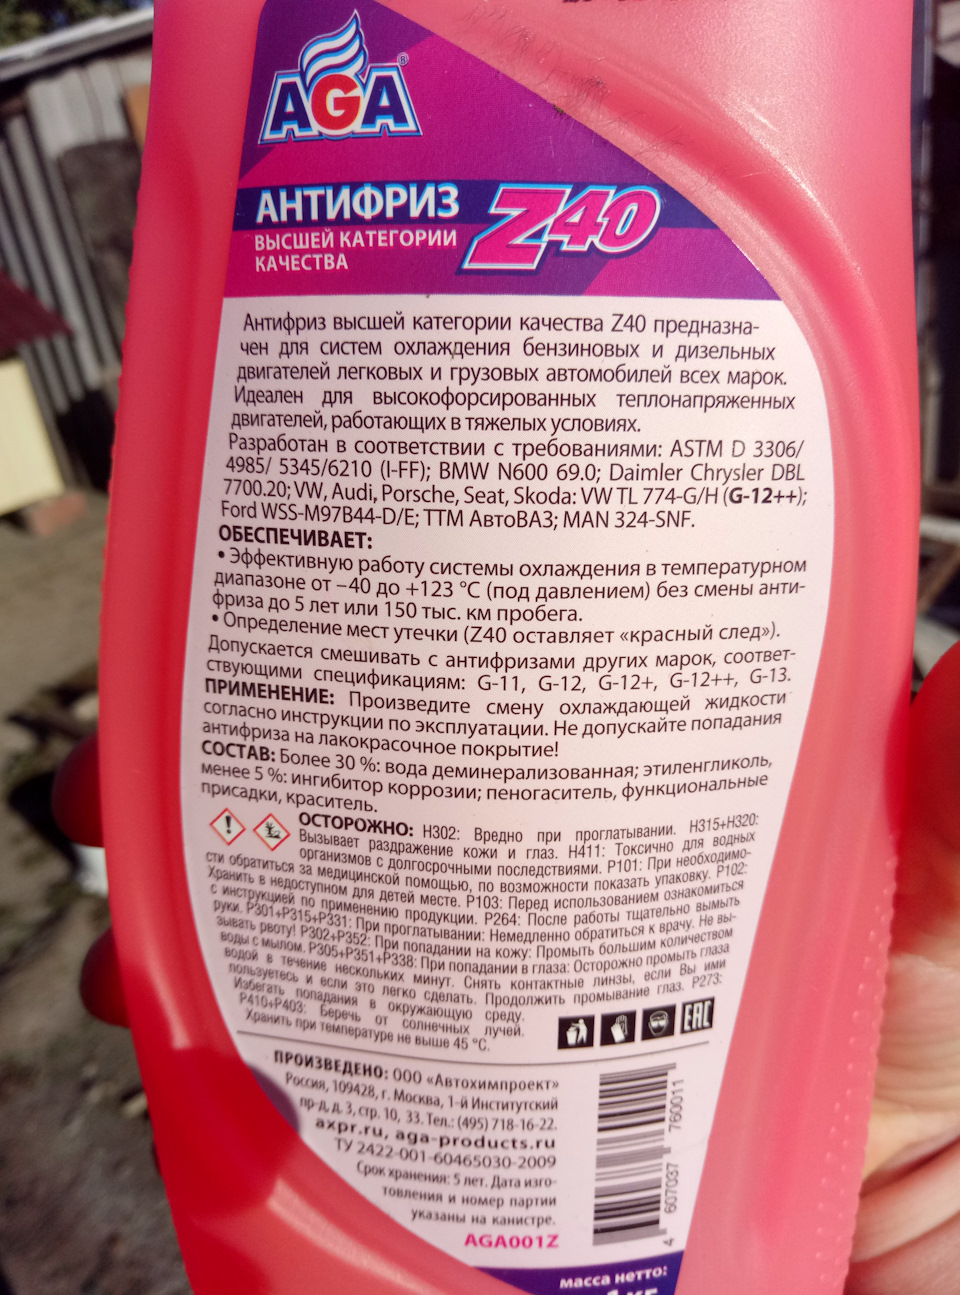 AGA®
АНТИФРИЗ Z40
ВЫСШЕЙ КАТЕГОРИИ
КАЧЕСТВА
Антифриз высшей категории качества Z40 предназна-
чен для систем охлаждения бензиновых и дизельных
двигателей легковых и грузовых автомобилей всех марок.
Идеален для высокофорсированных теплонапряженных
двигателей, работающих в тяжелых условиях.
Разработан в соответствии с требованиями: ASTM D 3306/
4985/ 5345/6210 (I-FF); BMW N600 69.0; Daimler Chrysler DBL
7700.20; VW, Audi, Porsche, Seat, Skoda: VW TL 774-G/H (G-12++);
Ford WSS-M97B44-D/E; ТТМ АвтоВАЗ; MAN 324-SNF.
ОБЕСПЕЧИВАЕТ:
• Эффективную работу системы охлаждения в температурном
диапазоне от –40 до +123 °C (под давлением) без смены анти-
фриза до 5 лет или 150 тыс. км пробега.
• Определение мест утечки (Z40 оставляет «красный след»).
Допускается смешивать с антифризами других марок, соответ-
ствующими спецификациям: G-11, G-12, G-12+, G-12++, G-13.
ПРИМЕНЕНИЕ: Произведите смену охлаждающей жидкости
согласно инструкции по эксплуатации. Не допускайте попадания
антифриза на лакокрасочное покрытие!
СОСТАВ: Более 30 %: вода деминерализованная; этиленгликоль,
менее 5 %: ингибитор коррозии; пеногаситель, функциональные
присадки, краситель.
ОСТОРОЖНО: H302: Вредно при проглатывании. H315+H320:
Вызывает раздражение кожи и глаз. H411: Токсично для водных
организмов с долгосрочными последствиями. P101: При необходимо-
сти обратиться за медицинской помощью, по возможности показать упаковку. P102:
Хранить в недоступном для детей месте. P103: Перед использованием ознакомиться
с инструкцией по применению продукции. P264: После работы тщательно вымыть
руки. P301+P315+P331: При проглатывании: Немедленно обратиться к врачу. Не вы-
зывать рвоту! P302+P352: При попадании на кожу: Промыть большим количеством
воды с мылом. P305+P351+P338: При попадании в глаза: Осторожно промыть глаза
водой в течение нескольких минут. Снять контактные линзы, если Вы ими
пользуетесь и если это легко сделать. Продолжить промывание глаз. P273:
Избегать попадания в окружающую среду.
P410+P403: Беречь от солнечных лучей.
Хранить при температуре не выше 45 °C.
EAC
ПРОИЗВЕДЕНО: ООО «Автохимпроект»
Россия, 109428, г. Москва, 1-й Институтский
пр-д, д. 3, стр. 10, 33. Тел.: (495) 718-16-22.
axpr.ru, aga-products.ru
ТУ 2422-001-60465030-2009
Срок хранения: 5 лет. Дата изго-
товления и номер партии
указаны на канистре.
AGA001Z
4 607037 760011
масса нетто:
1 кг